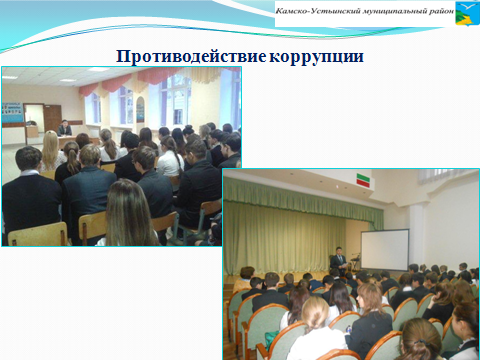 Камско-Устьинский муниципальный район
Противодействие коррупции